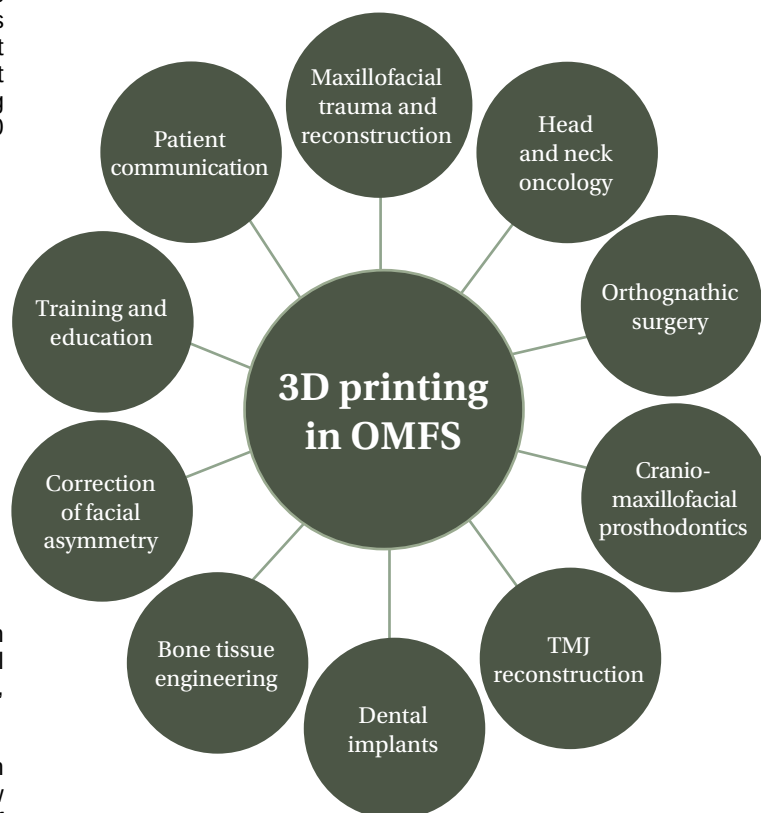 Maxillofacial
trauma and
reconstruction
Head
and neck
oncology
Orthognathic
surgery
Cranio-
maxillofacial
prosthodontics
TMJ
reconstruction
Dental
implants
Bone tissue
engineering
Correction
of facial
asymmetry
Training and
education
Patient
communication
3D printing
in OMFS